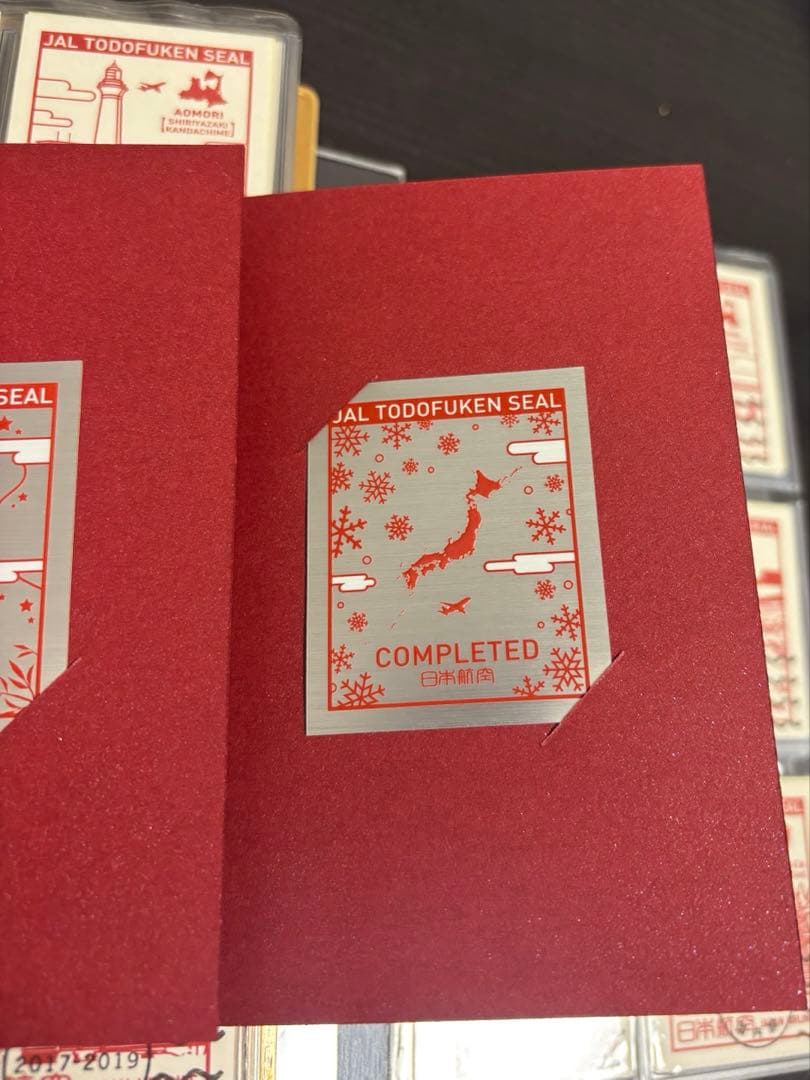 JAL TODOFUKEN SEAL
AOMORI
[SHIRIYAZAKI
KANDACHIME]
SEAL
JAL TODOFUKEN SEAL
COMPLETED
日本航空
2017-2019
日本航空